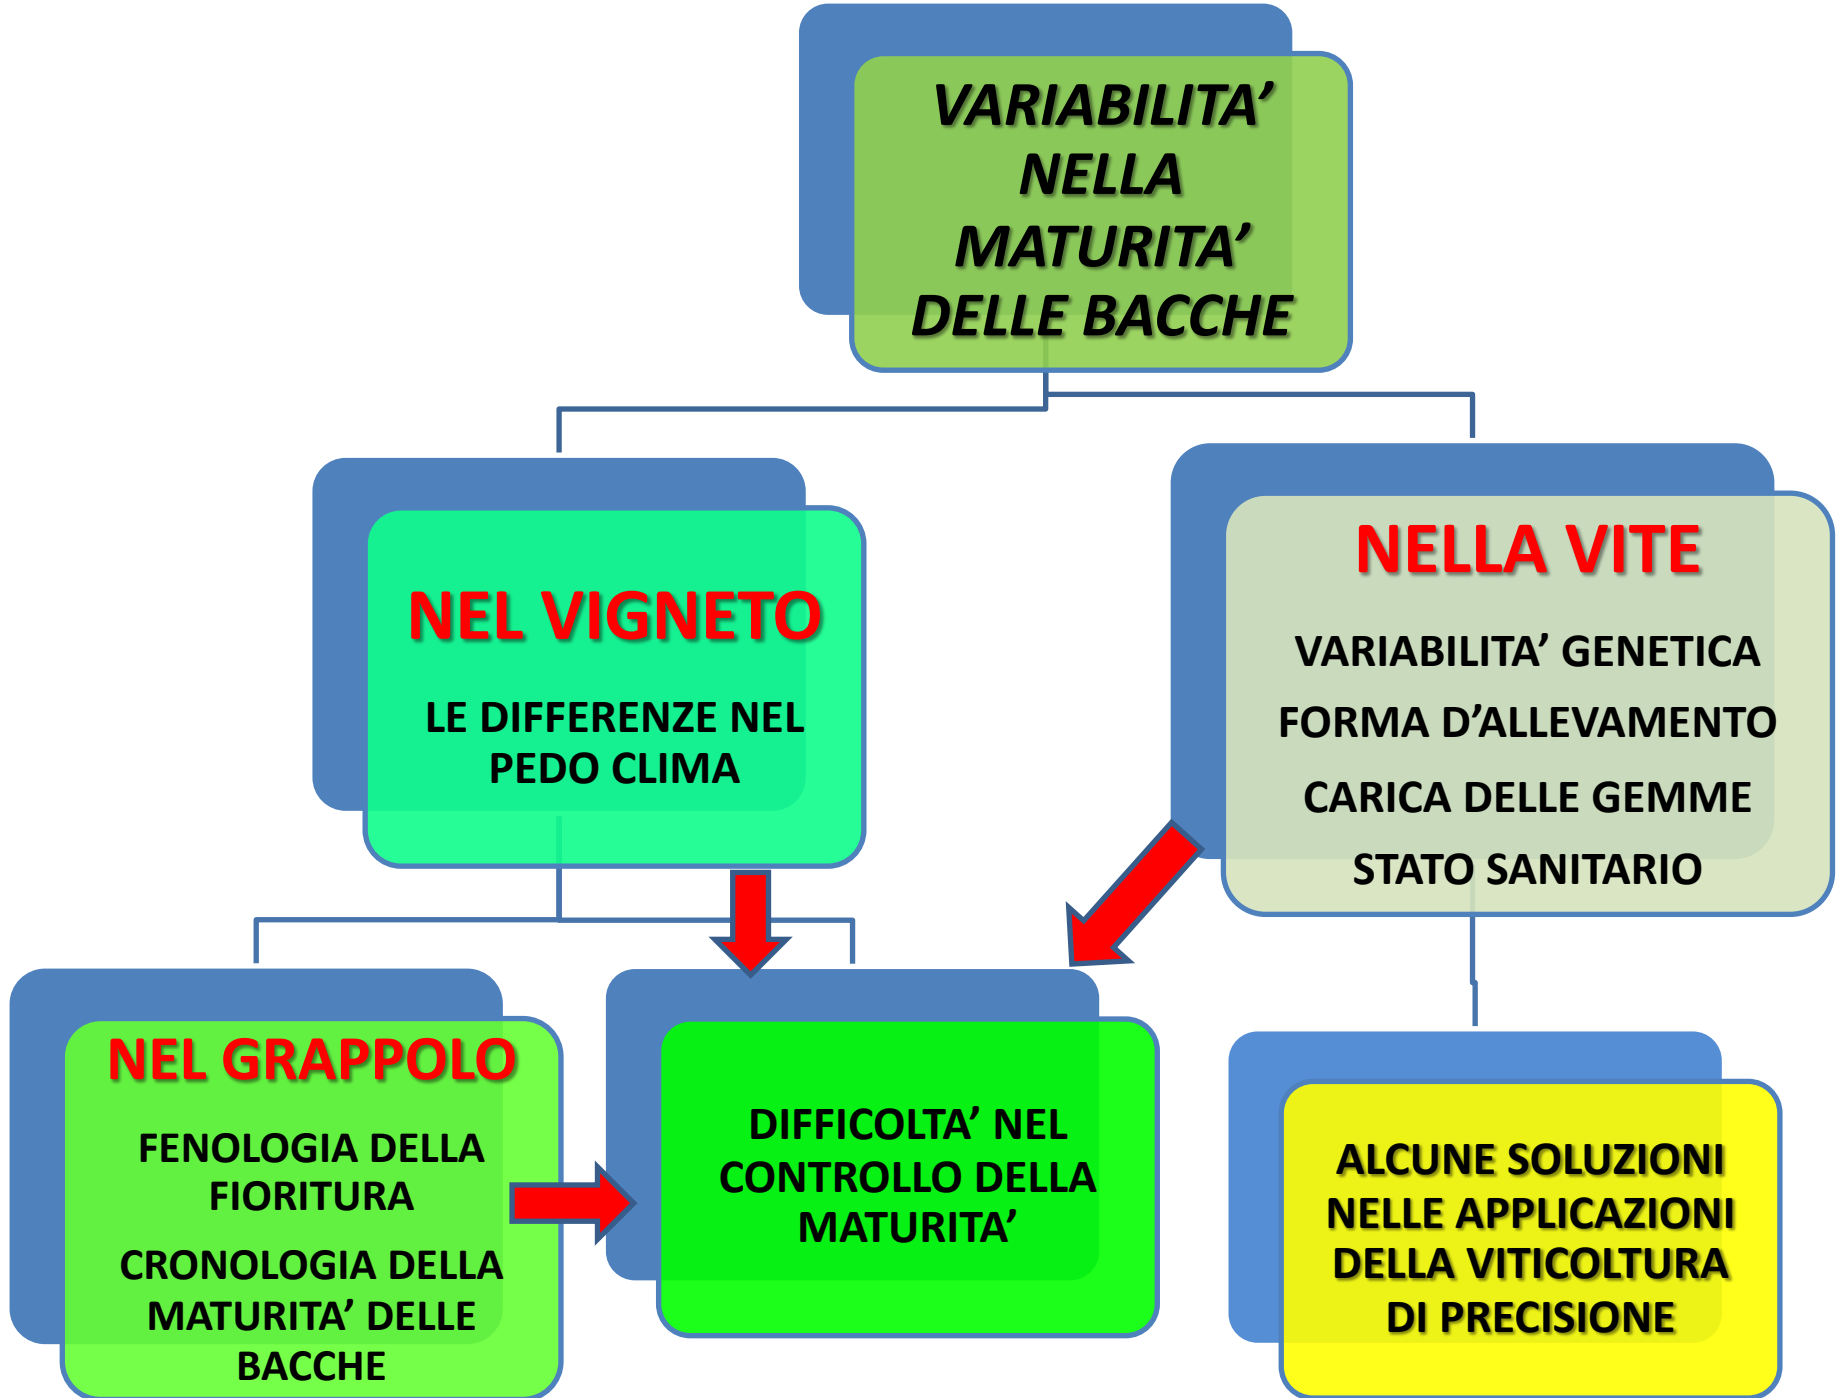 VARIABILITA’
NELLA
MATURITA’
DELLE BACCHE
NEL VIGNETO
LE DIFFERENZE NEL
PEDO CLIMA
NELLA VITE
VARIABILITA’ GENETICA
FORMA D’ALLEVAMENTO
CARICA DELLE GEMME
STATO SANITARIO
NEL GRAPPOLO
FENOLOGIA DELLA
FIORITURA
CRONOLOGIA DELLA
MATURITA’ DELLE
BACCHE
DIFFICOLTA’ NEL
CONTROLLO DELLA
MATURITA’
ALCUNE SOLUZIONI
NELLE APPLICAZIONI
DELLA VITICOLTURA
DI PRECISIONE